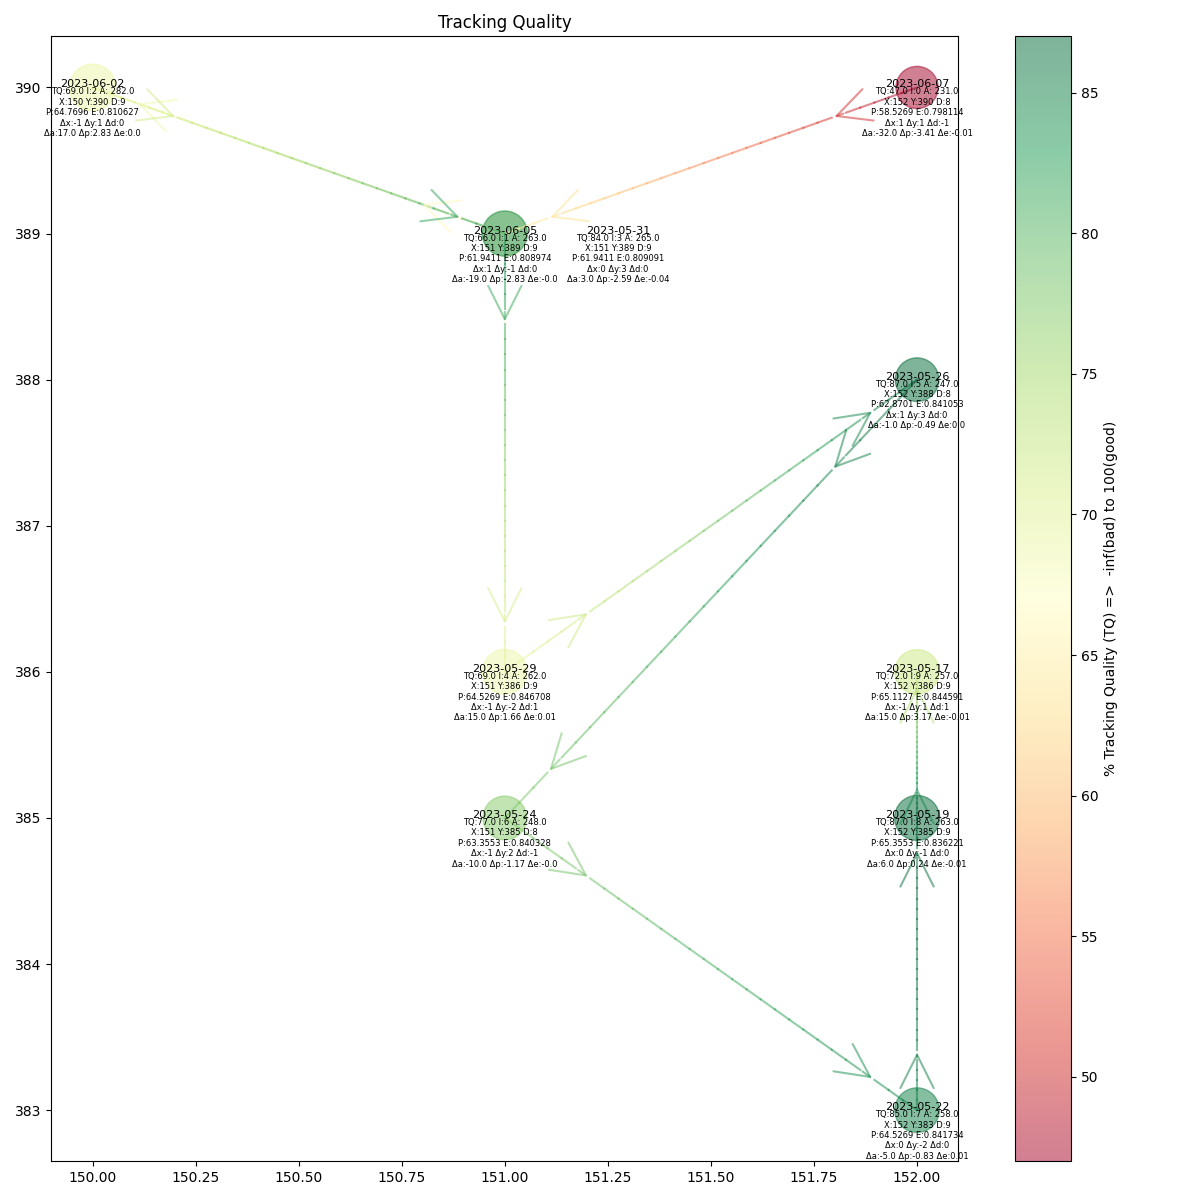 Tracking Quality
390
389
388
387
386
385
384
383
2023-06-02
TQ:69.0 I:2 A: 282.0
X:150 Y:390 D:9
P:64.7696 E:0.810627
Δx:-1 Δy:1 Δd:0
Δa:17.0 Δp:2.83 Δe:0.0
2023-06-07
TQ:47.0 I:0 A: 231.0
X:152 Y:390 D:8
P:58.5269 E:0.798114
Δx:1 Δy:1 Δd:-1
Δa:-32.0 Δp:-3.41 Δe:-0.01
2023-06-05
TQ:66.0 I:1 A: 263.0
X:151 Y:389 D:9
P:61.9411 E:0.808974
Δx:1 Δy:-1 Δd:0
Δa:-19.0 Δp:-2.83 Δe:-0.0
2023-05-31
TQ:84.0 I:3 A: 265.0
X:151 Y:389 D:9
P:61.9411 E:0.809091
Δx:0 Δy:3 Δd:0
Δa:3.0 Δp:-2.59 Δe:-0.04
2023-05-26
TQ:87.0 I:5 A: 247.0
X:152 Y:388 D:8
P:62.8701 E:0.841053
Δx:1 Δy:3 Δd:0
Δa:-1.0 Δp:-0.49 Δe:0.0
2023-05-29
TQ:69.0 I:4 A: 262.0
X:151 Y:386 D:9
P:64.5269 E:0.846708
Δx:-1 Δy:-2 Δd:1
Δa:15.0 Δp:1.66 Δe:0.01
2023-05-17
TQ:72.0 I:9 A: 257.0
X:152 Y:386 D:9
P:65.1127 E:0.844591
Δx:-1 Δy:1 Δd:1
Δa:15.0 Δp:3.17 Δe:-0.01
2023-05-24
TQ:77.0 I:6 A: 248.0
X:151 Y:385 D:8
P:63.3553 E:0.840328
Δx:-1 Δy:2 Δd:-1
Δa:-10.0 Δp:-1.17 Δe:-0.0
2023-05-19
TQ:87.0 I:8 A: 263.0
X:152 Y:385 D:9
P:65.3553 E:0.836221
Δx:0 Δy:-1 Δd:0
Δa:6.0 Δp:0.24 Δe:-0.01
2023-05-22
TQ:85.0 I:7 A: 258.0
X:152 Y:383 D:9
P:64.5269 E:0.841734
Δx:0 Δy:-2 Δd:0
Δa:-5.0 Δp:-0.83 Δe:0.01
150.00 150.25 150.50 150.75 151.00 151.25 151.50 151.75 152.00
85
80
75
70
65
60
55
50
% Tracking Quality (TQ) =>  -inf(bad) to 100(good)